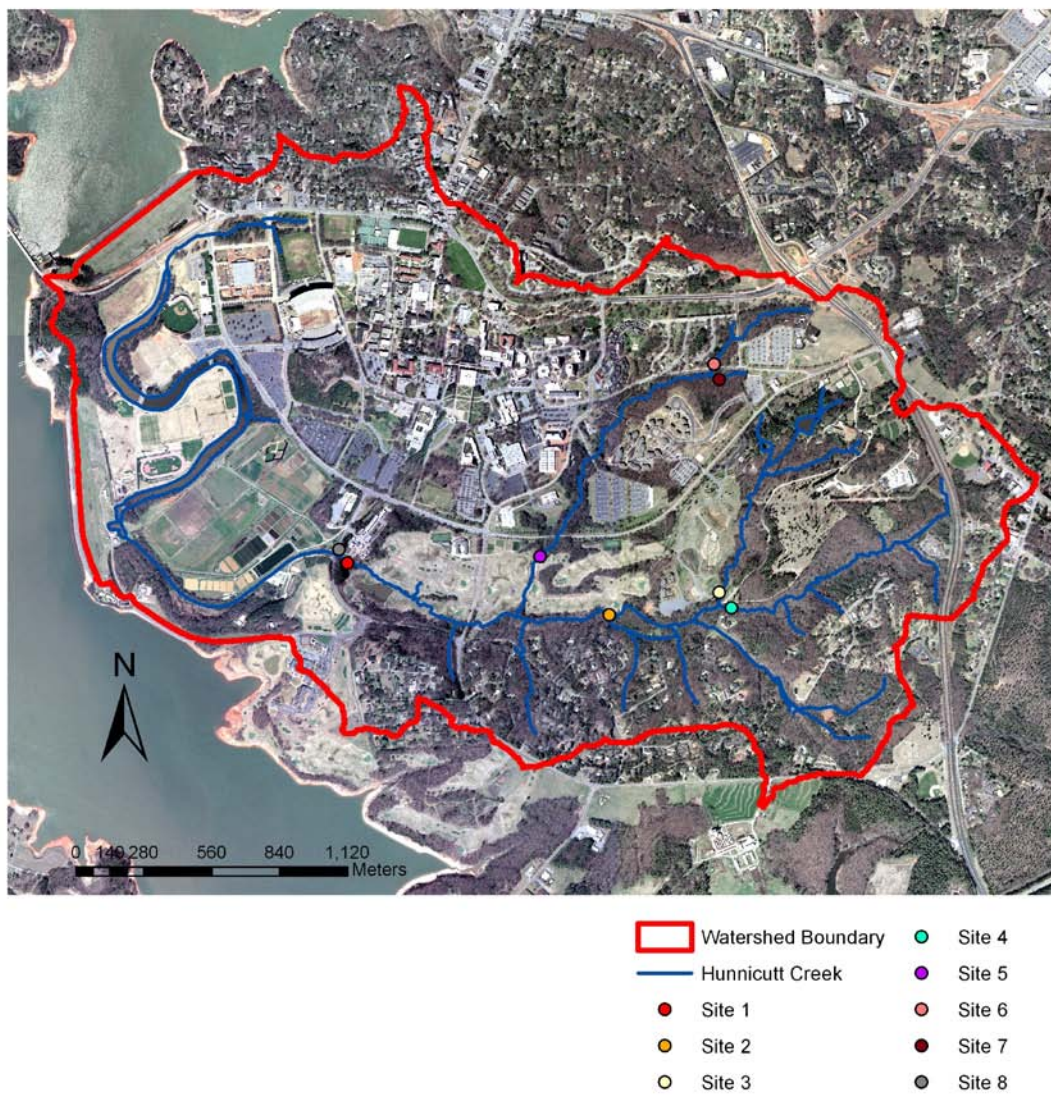 N
0 140 280 560 840 1,120
Meters
Watershed Boundary
Hunnicutt Creek
Site 1
Site 2
Site 3
Site 4
Site 5
Site 6
Site 7
Site 8